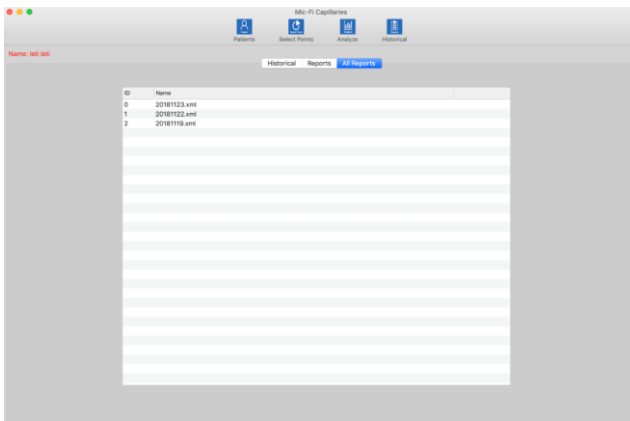 Mic-Fi Capillaries
Patients Select Points Analyze Historical
Name: leti leti
Historical Reports All Reports
ID Name
0 20181123.xml
1 20181122.xml
2 20181119.xml